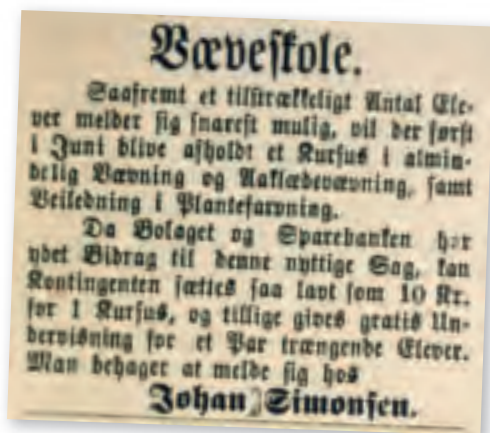 Væveskole.
Saafremt et tilstrækkeligt Antal Ele-
ver melder sig snarest mulig, vil der først
i Juni blive afholdt et Kursus i almin-
delig Vævning og Aaklædevævning, samt
Veiledning i Plantefarvning.
Da Bolaget og Sparebanken har
ydet Bidrag til denne nyttige Sag, kan
Kontingenten sættes saa lavt som 10 Kr.
for 1 Kursus, og tillige gives gratis Un-
dervisning for et Par trængende Elever.
Man behager at melde sig hos
Johan Simonsen.